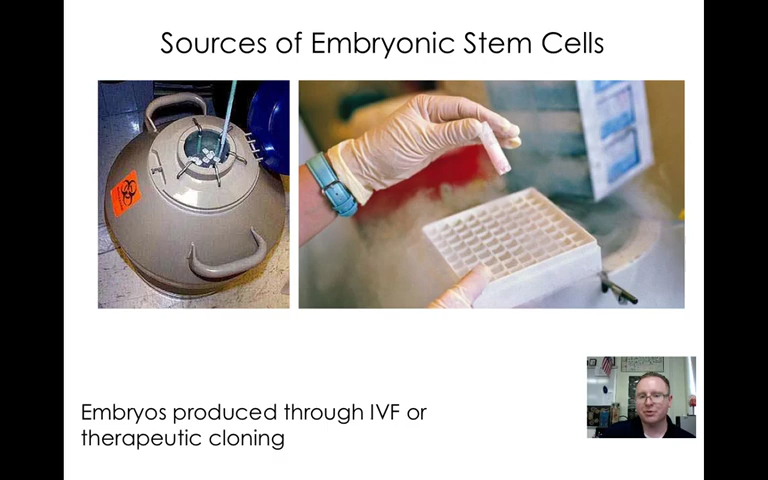 Sources of Embryonic Stem Cells
Embryos produced through IVF or
therapeutic cloning